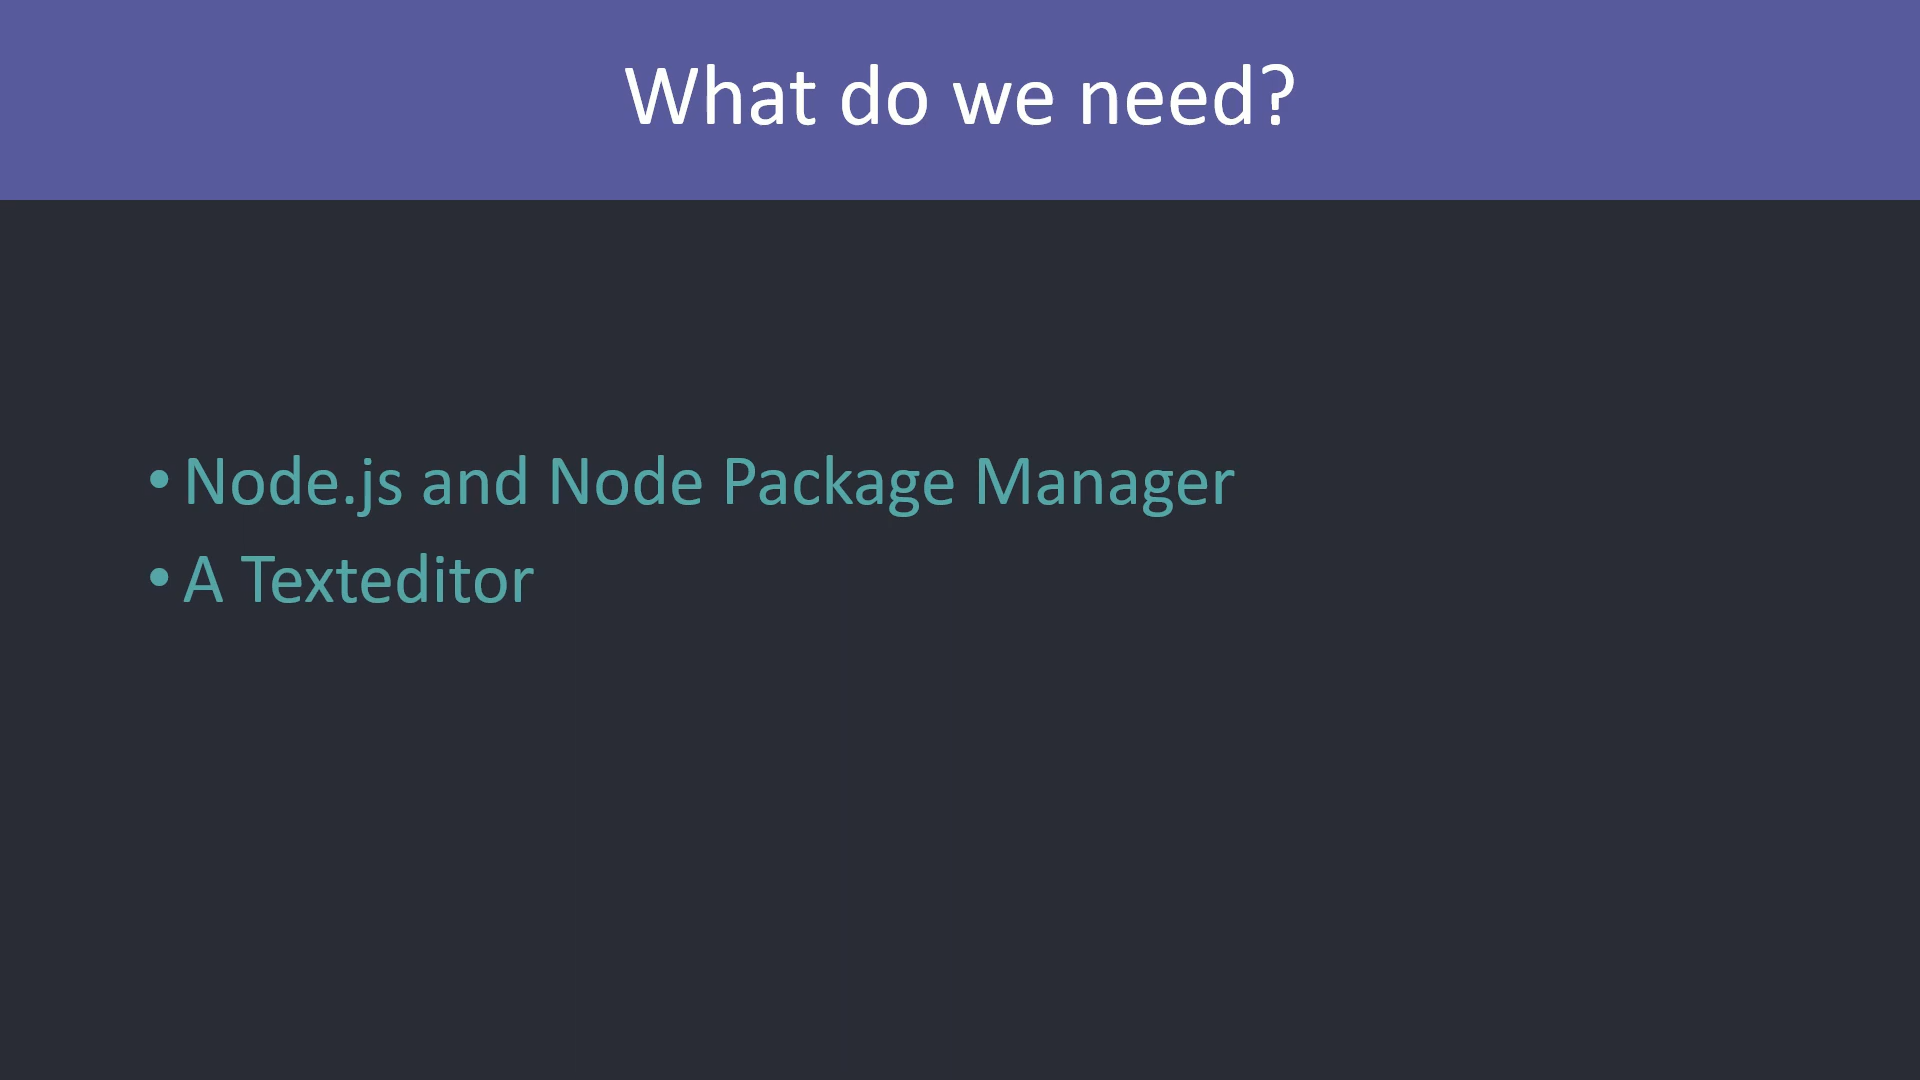 What do we need?
• Node.js and Node Package Manager
• A Texteditor